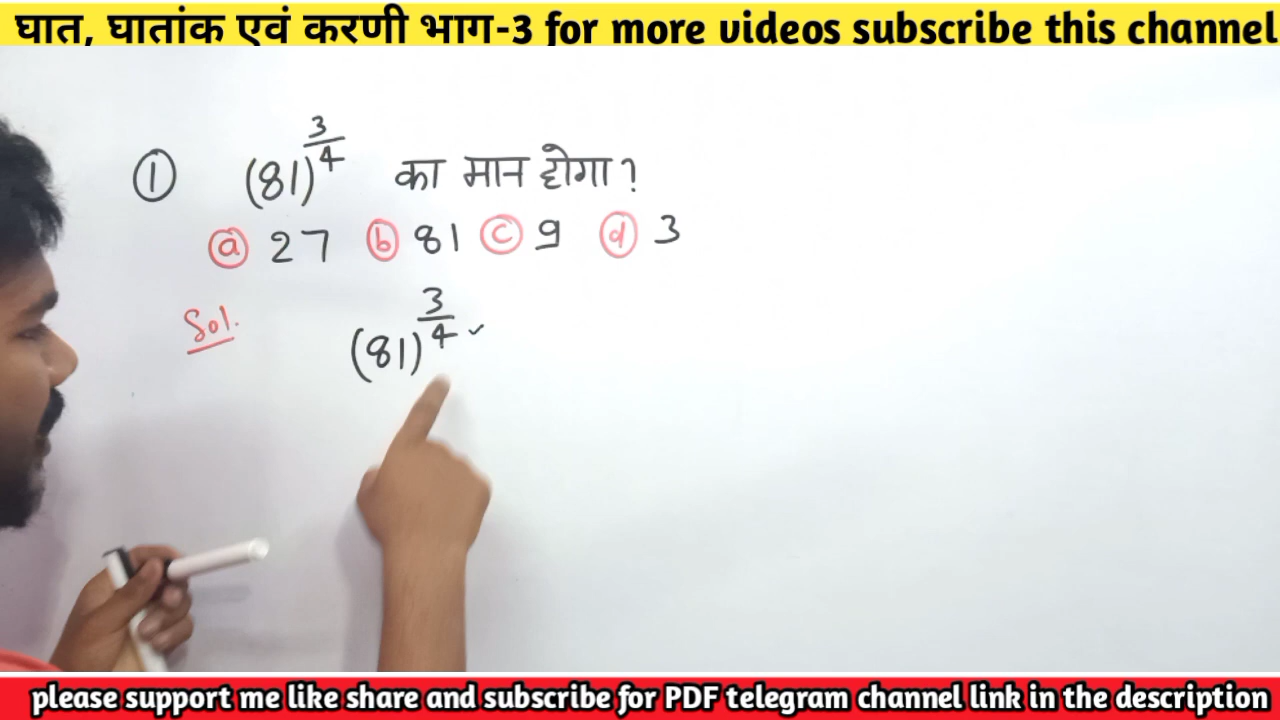 घात, घातांक एवं करणी भाग-3 for more videos subscribe this channel
① (81)^(3/4) का मान होगा ?
ⓐ 27 ⓑ 81 ⓒ 9 ⓓ 3
Sol.
(81)^(3/4) ✓
please support me like share and subscribe for PDF telegram channel link in the description